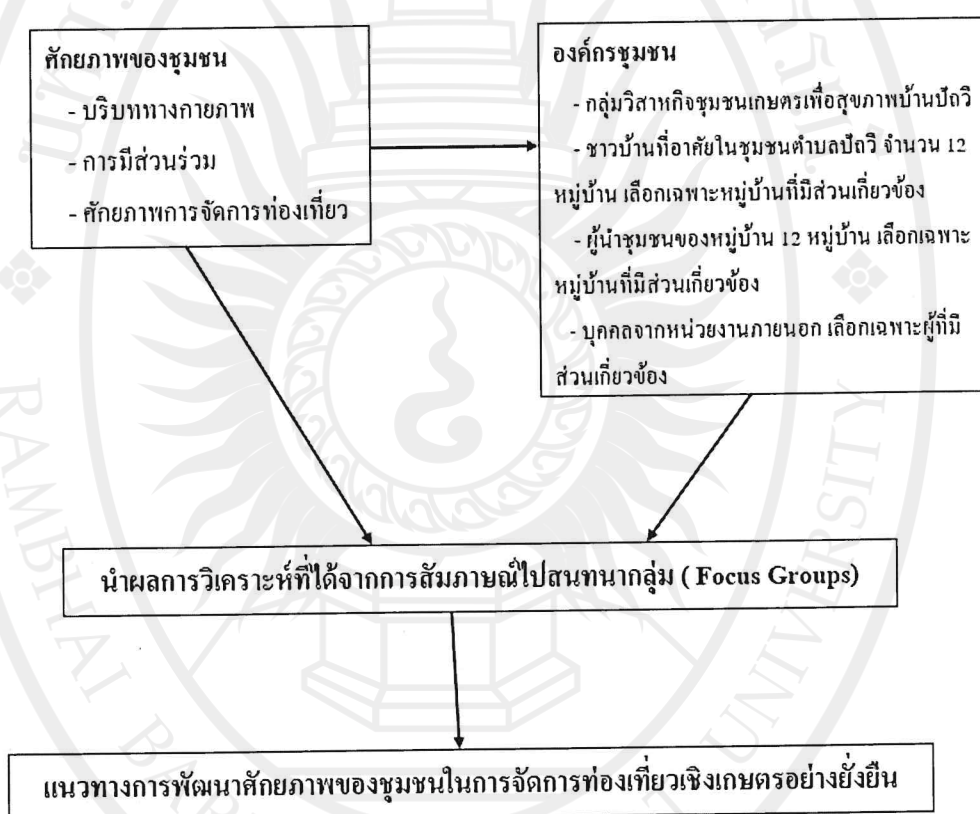 ศักยภาพของชุมชน
- บริบททางกายภาพ
- การมีส่วนร่วม
- ศักยภาพการจัดการท่องเที่ยว
องค์กรชุมชน
- กลุ่มวิสาหกิจชุมชนเกษตรเพื่อสุขภาพบ้านปัถวี
- ชาวบ้านที่อาศัยในชุมชนตำบลปัถวี จำนวน 12
หมู่บ้าน เลือกเฉพาะหมู่บ้านที่มีส่วนเกี่ยวข้อง
- ผู้นำชุมชนของหมู่บ้าน 12 หมู่บ้าน เลือกเฉพาะ
หมู่บ้านที่มีส่วนเกี่ยวข้อง
- บุคคลจากหน่วยงานภายนอก เลือกเฉพาะผู้ที่มี
ส่วนเกี่ยวข้อง
นำผลการวิเคราะห์ที่ได้จากการสัมภาษณ์ไปสนทนากลุ่ม ( Focus Groups)
แนวทางการพัฒนาศักยภาพของชุมชนในการจัดการท่องเที่ยวเชิงเกษตรอย่างยั่งยืน
RAMBHAI BA
UNIVERSITY